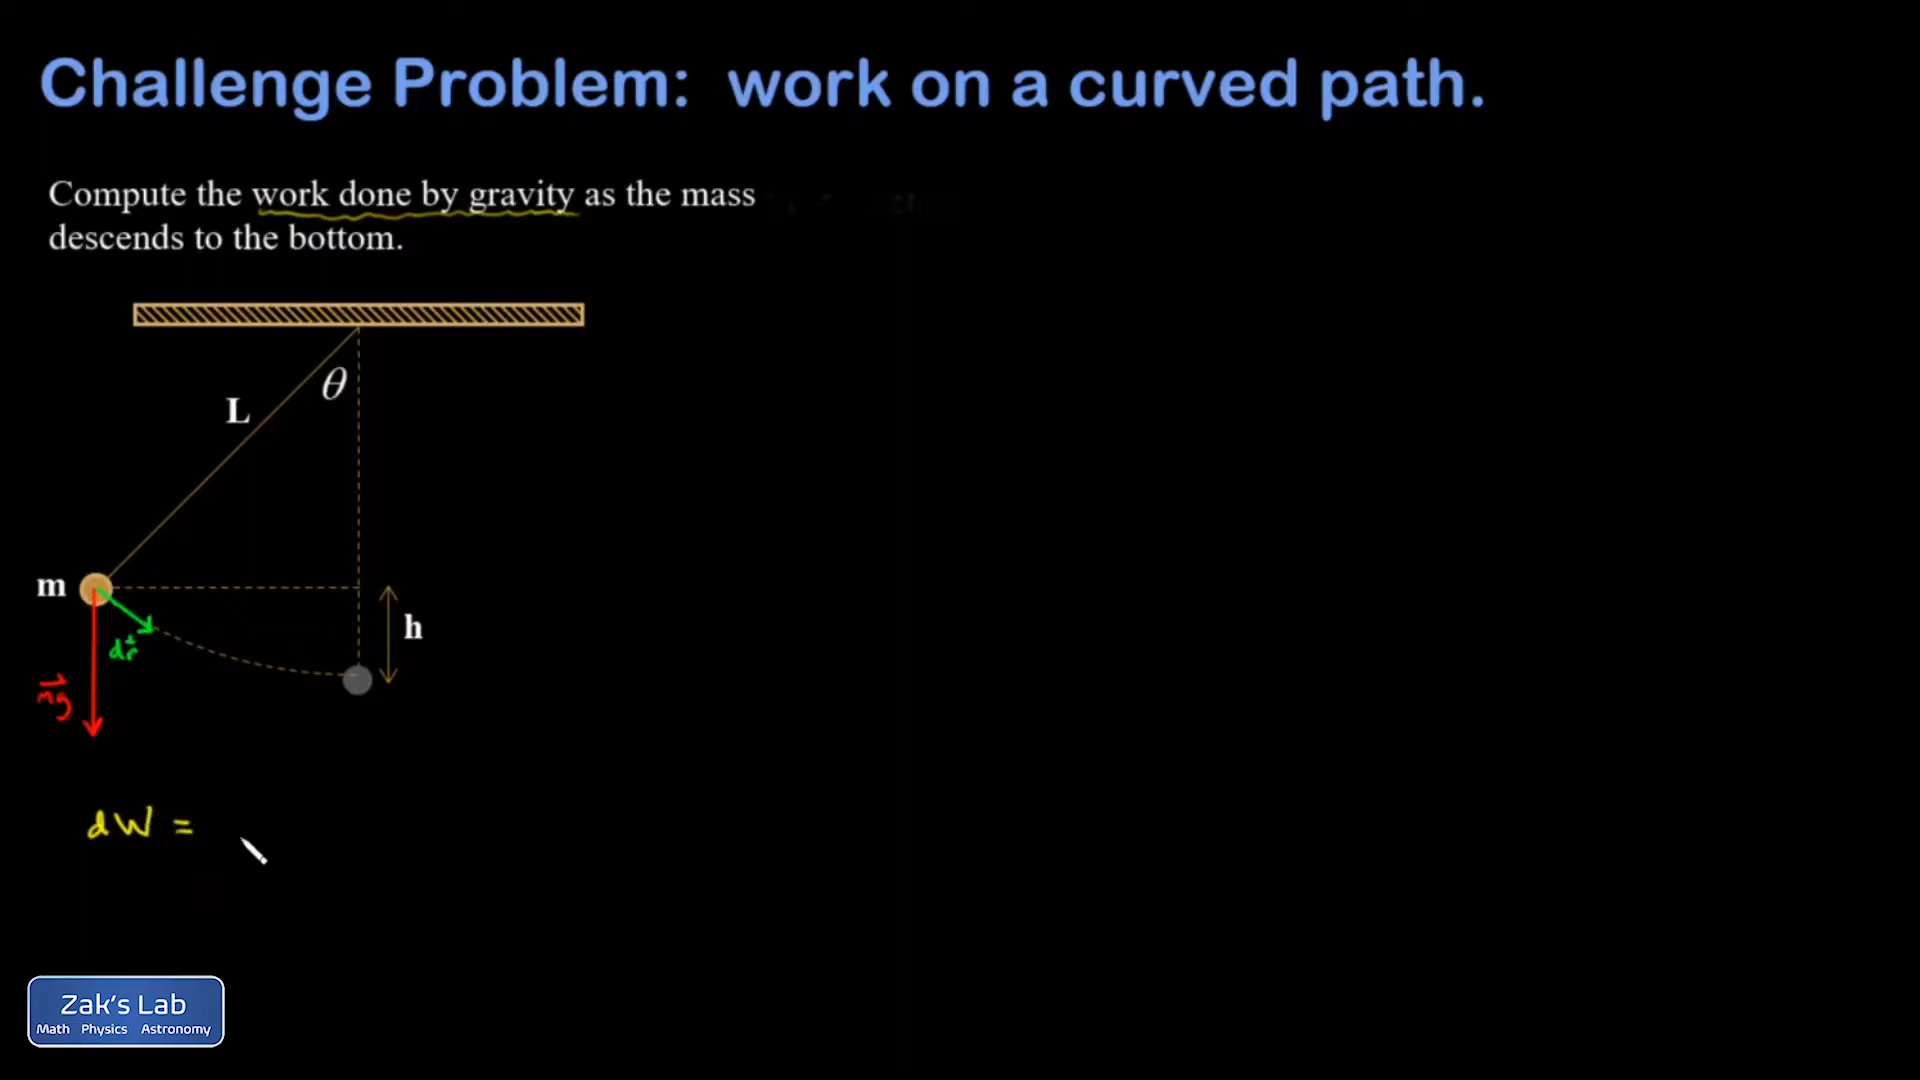 Challenge Problem: work on a curved path.
Compute the work done by gravity as the mass
descends to the bottom.
θ
L
m
h
dr⃗
mg⃗
dW =
Zak's Lab
Math Physics Astronomy